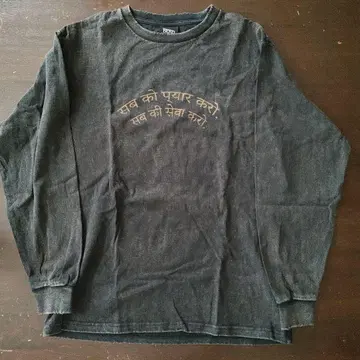 सब को प्यार करो.
सब की सेवा करो.